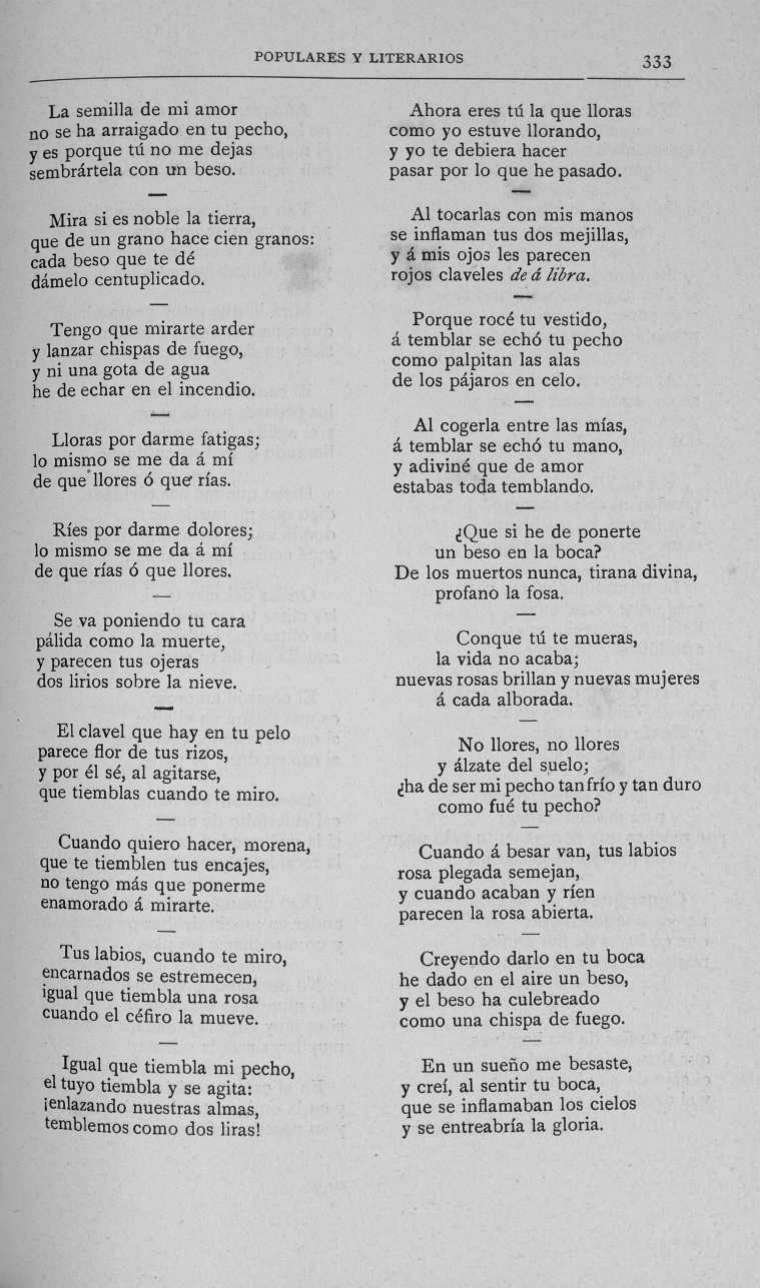 POPULARES Y LITERARIOS
333
La semilla de mi amor
no se ha arraigado en tu pecho,
y es porque tú no me dejas
sembrártela con un beso.
Mira si es noble la tierra,
que de un grano hace cien granos:
cada beso que te dé
dámelo centuplicado.
Tengo que mirarte arder
y lanzar chispas de fuego,
y ni una gota de agua
he de echar en el incendio.
Lloras por darme fatigas;
lo mismo se me da á mí
de que llores ó que rías.
Ríes por darme dolores;
lo mismo se me da á mí
de que rías ó que llores.
Se va poniendo tu cara
pálida como la muerte,
y parecen tus ojeras
dos lirios sobre la nieve.
El clavel que hay en tu pelo
parece flor de tus rizos,
y por él sé, al agitarse,
que tiemblas cuando te miro.
Cuando quiero hacer, morena,
que te tiemblen tus encajes,
no tengo más que ponerme
enamorado á mirarte.
Tus labios, cuando te miro,
encarnados se estremecen,
igual que tiembla una rosa
cuando el céfiro la mueve.
Igual que tiembla mi pecho,
el tuyo tiembla y se agita:
¡enlazando nuestras almas,
temblemos como dos liras!
Ahora eres tú la que lloras
como yo estuve llorando,
y yo te debiera hacer
pasar por lo que he pasado.
Al tocarlas con mis manos
se inflaman tus dos mejillas,
y á mis ojos les parecen
rojos claveles de á libra.
Porque rocé tu vestido,
á temblar se echó tu pecho
como palpitan las alas
de los pájaros en celo.
Al cogerla entre las mías,
á temblar se echó tu mano,
y adiviné que de amor
estabas toda temblando.
¿Que si he de ponerte
un beso en la boca?
De los muertos nunca, tirana divina,
profano la fosa.
Conque tú te mueras,
la vida no acaba;
nuevas rosas brillan y nuevas mujeres
á cada alborada.
No llores, no llores
y álzate del suelo;
¿ha de ser mi pecho tan frío y tan duro
como fué tu pecho?
Cuando á besar van, tus labios
rosa plegada semejan,
y cuando acaban y ríen
parecen la rosa abierta.
Creyendo darlo en tu boca
he dado en el aire un beso,
y el beso ha culebreado
como una chispa de fuego.
En un sueño me besaste,
y creí, al sentir tu boca,
que se inflamaban los cielos
y se entreabría la gloria.